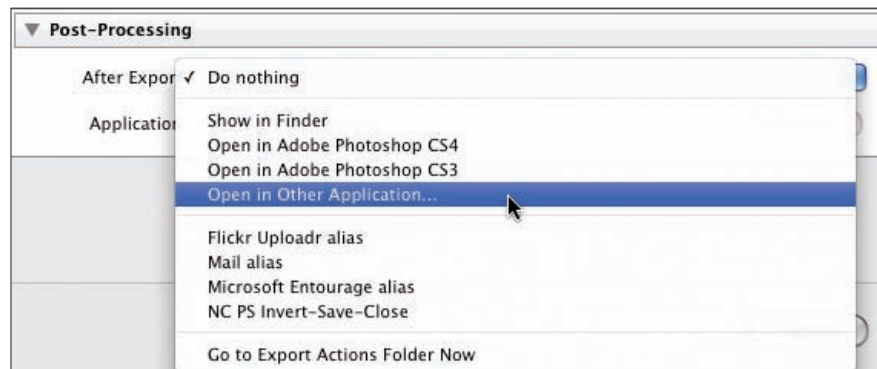 Post-Processing
After Expor ✓ Do nothing
Application
Show in Finder
Open in Adobe Photoshop CS4
Open in Adobe Photoshop CS3
Open in Other Application...
Flickr Uploadr alias
Mail alias
Microsoft Entourage alias
NC PS Invert-Save-Close
Go to Export Actions Folder Now